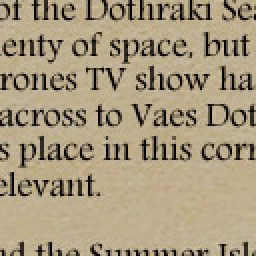 of the Dothraki Sea
enty of space, but
rones TV show ha
across to Vaes Dot
s place in this corr
elevant.
nd the Summer Isl